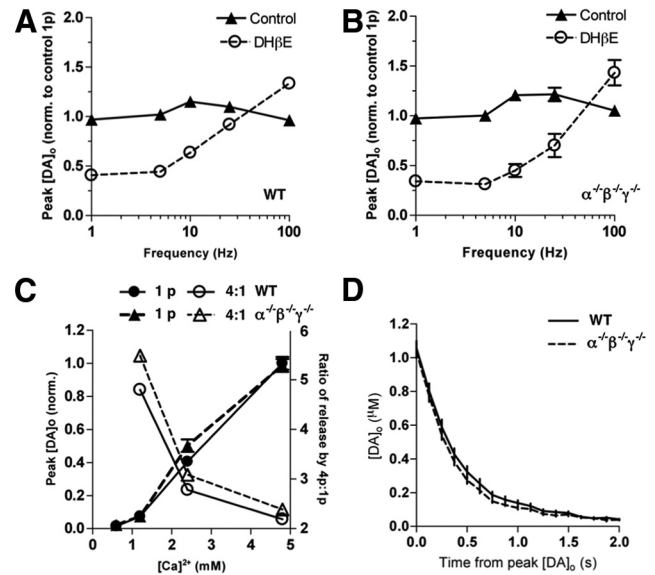 A
Control
DHβE
Peak [DA]o (norm. to control 1p)
2.0
1.5
1.0
0.5
0.0
WT
1 10 100
Frequency (Hz)
B
Control
DHβE
Peak [DA]o (norm. to control 1p)
2.0
1.5
1.0
0.5
0.0
α-/-β-/-γ-/-
1 10 100
Frequency (Hz)
C
1 p 4:1 WT
1 p 4:1 α-/-β-/-γ-/-
Peak [DA]o (norm.)
1.2
1.0
0.8
0.6
0.4
0.2
0.0
6
5
4
3
2
Ratio of release by 4p:1p
0 1 2 3 4 5
[Ca]2+ (mM)
D
WT
α-/-β-/-γ-/-
[DA]o (μM)
1.2
1.0
0.8
0.6
0.4
0.2
0.0
0.0 0.5 1.0 1.5 2.0
Time from peak [DA]o (s)